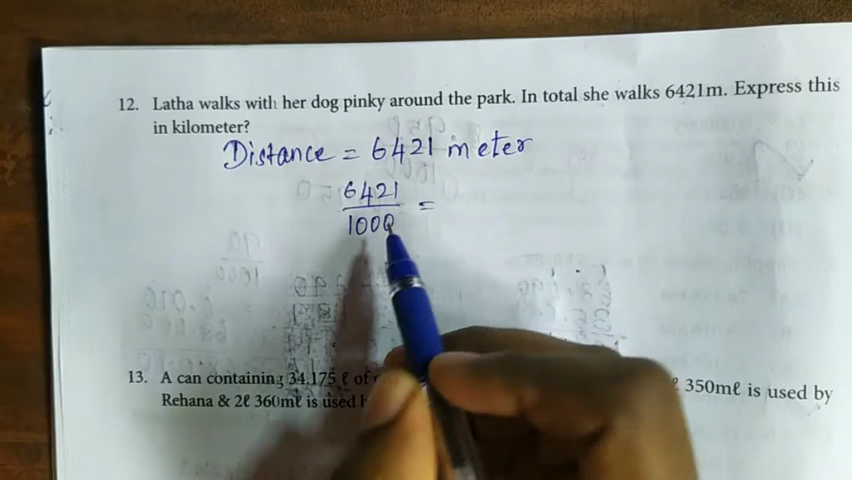 12. Latha walks with her dog pinky around the park. In total she walks 6421m. Express this
in kilometer?
Distance = 6421 meter
6421
1000 =
13. A can containing 34.175 ℓ of
350mℓ is used by
Rehana & 2ℓ 360mℓ is used